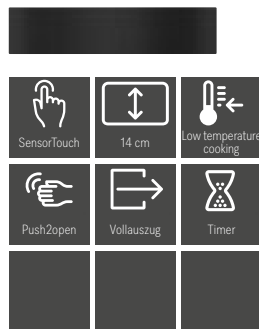 SensorTouch
14 cm
Low temperature
cooking
Push2open
Vollauszug
Timer